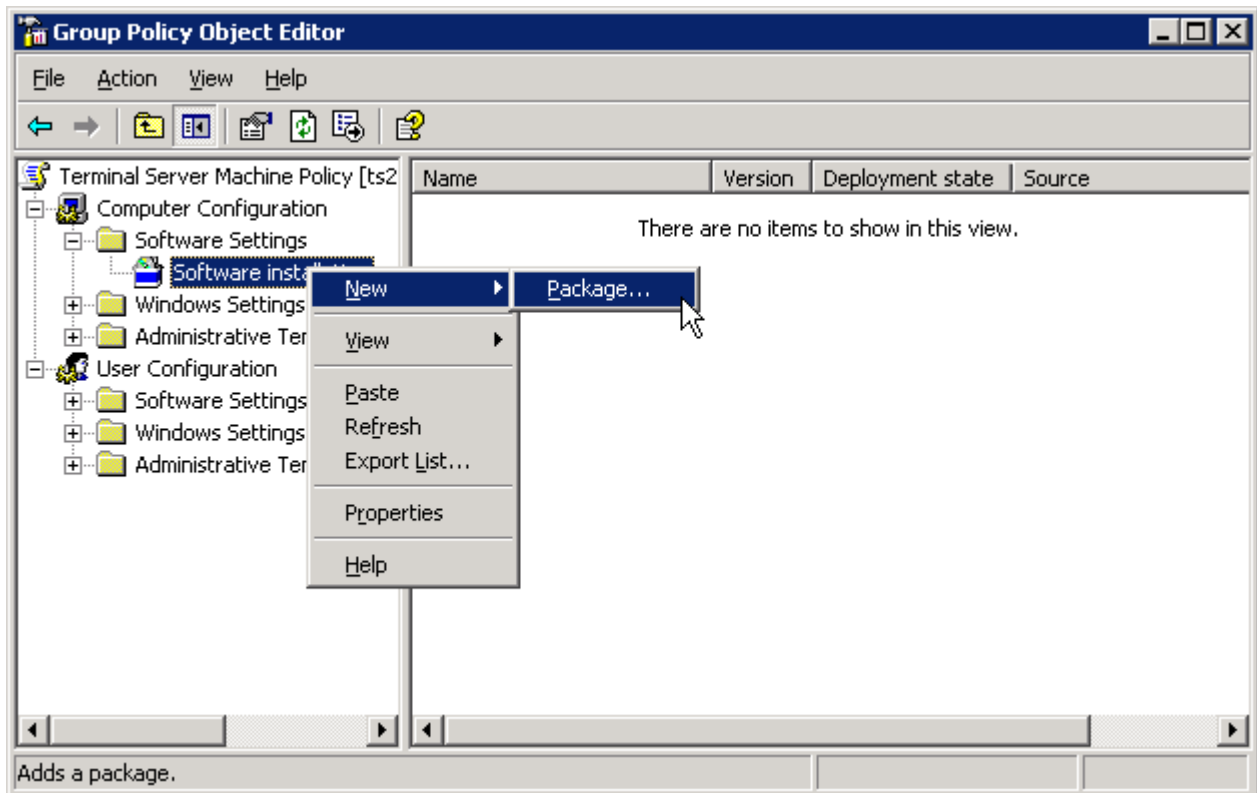 Group Policy Object Editor
File Action View Help
Terminal Server Machine Policy [ts2
Name Version Deployment state Source
Computer Configuration
There are no items to show in this view.
Software Settings
Software insta
New Package...
Windows Settings
Administrative Ter
View
User Configuration
Software Settings
Paste
Windows Settings
Refresh
Administrative Ter
Export List...
Properties
Help
Adds a package.